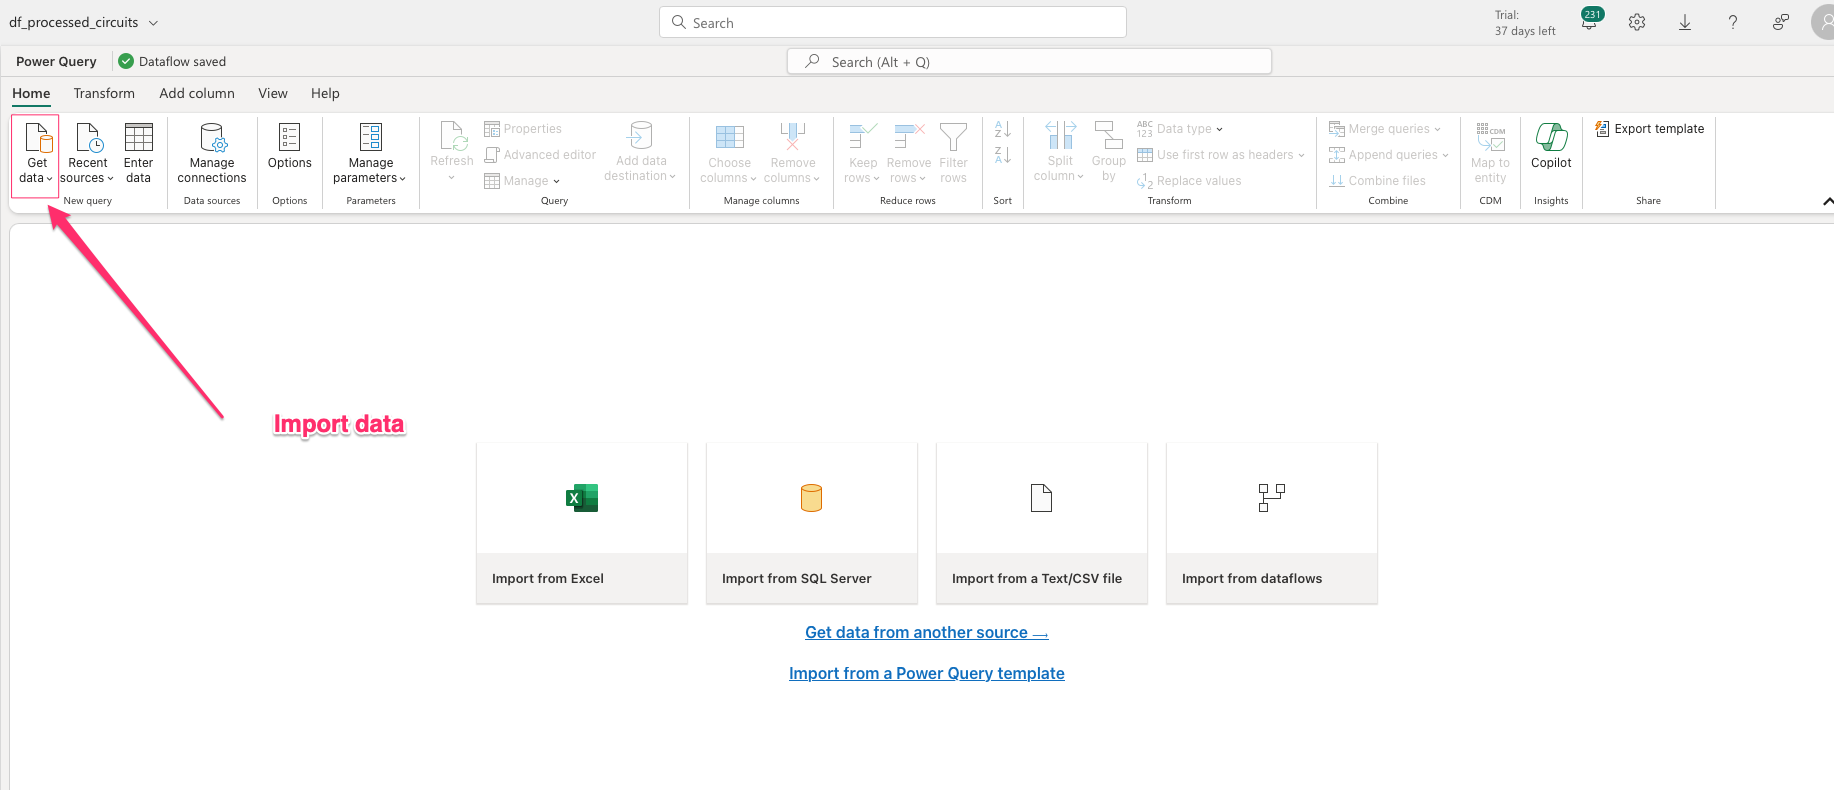 df_processed_circuits
Search
Trial:
37 days left
231
?
Power Query
Dataflow saved
Search (Alt + Q)
Home
Transform
Add column
View
Help
Get
data
Recent
sources
Enter
data
New query
Manage
connections
Data sources
Options
Options
Manage
parameters
Parameters
Refresh
Properties
Advanced editor
Manage
Add data
destination
Query
Choose
columns
Remove
columns
Manage columns
Keep
rows
Remove
rows
Filter
rows
Reduce rows
A
Z
Z
A
Sort
Split
column
Group
by
ABC
123
Data type
Use first row as headers
1
2
Replace values
Transform
Merge queries
Append queries
Combine files
Combine
CDM
Map to
entity
CDM
Copilot
Insights
Export template
Share
Import data
X
Import from Excel
Import from SQL Server
Import from a Text/CSV file
Import from dataflows
Get data from another source →
Import from a Power Query template